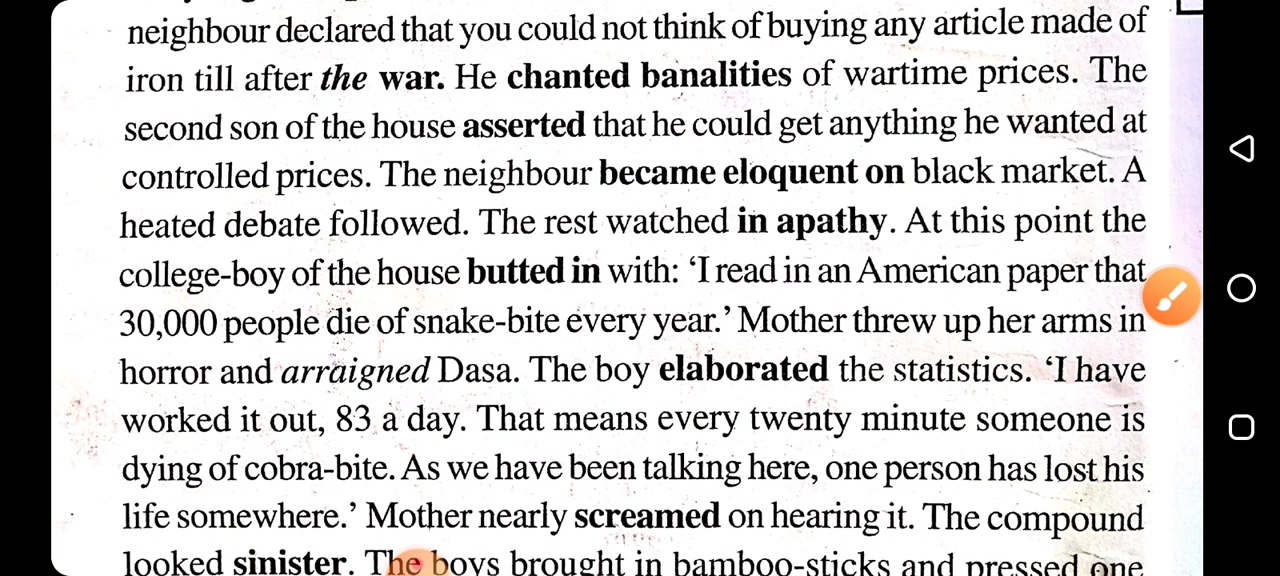 neighbour declared that you could not think of buying any article made of
iron till after the war. He chanted banalities of wartime prices. The
second son of the house asserted that he could get anything he wanted at
controlled prices. The neighbour became eloquent on black market. A
heated debate followed. The rest watched in apathy. At this point the
college-boy of the house butted in with: ‘I read in an American paper that
30,000 people die of snake-bite every year.’ Mother threw up her arms in
horror and arraigned Dasa. The boy elaborated the statistics. ‘I have
worked it out, 83 a day. That means every twenty minute someone is
dying of cobra-bite. As we have been talking here, one person has lost his
life somewhere.’ Mother nearly screamed on hearing it. The compound
looked sinister. The boys brought in bamboo-sticks and pressed one